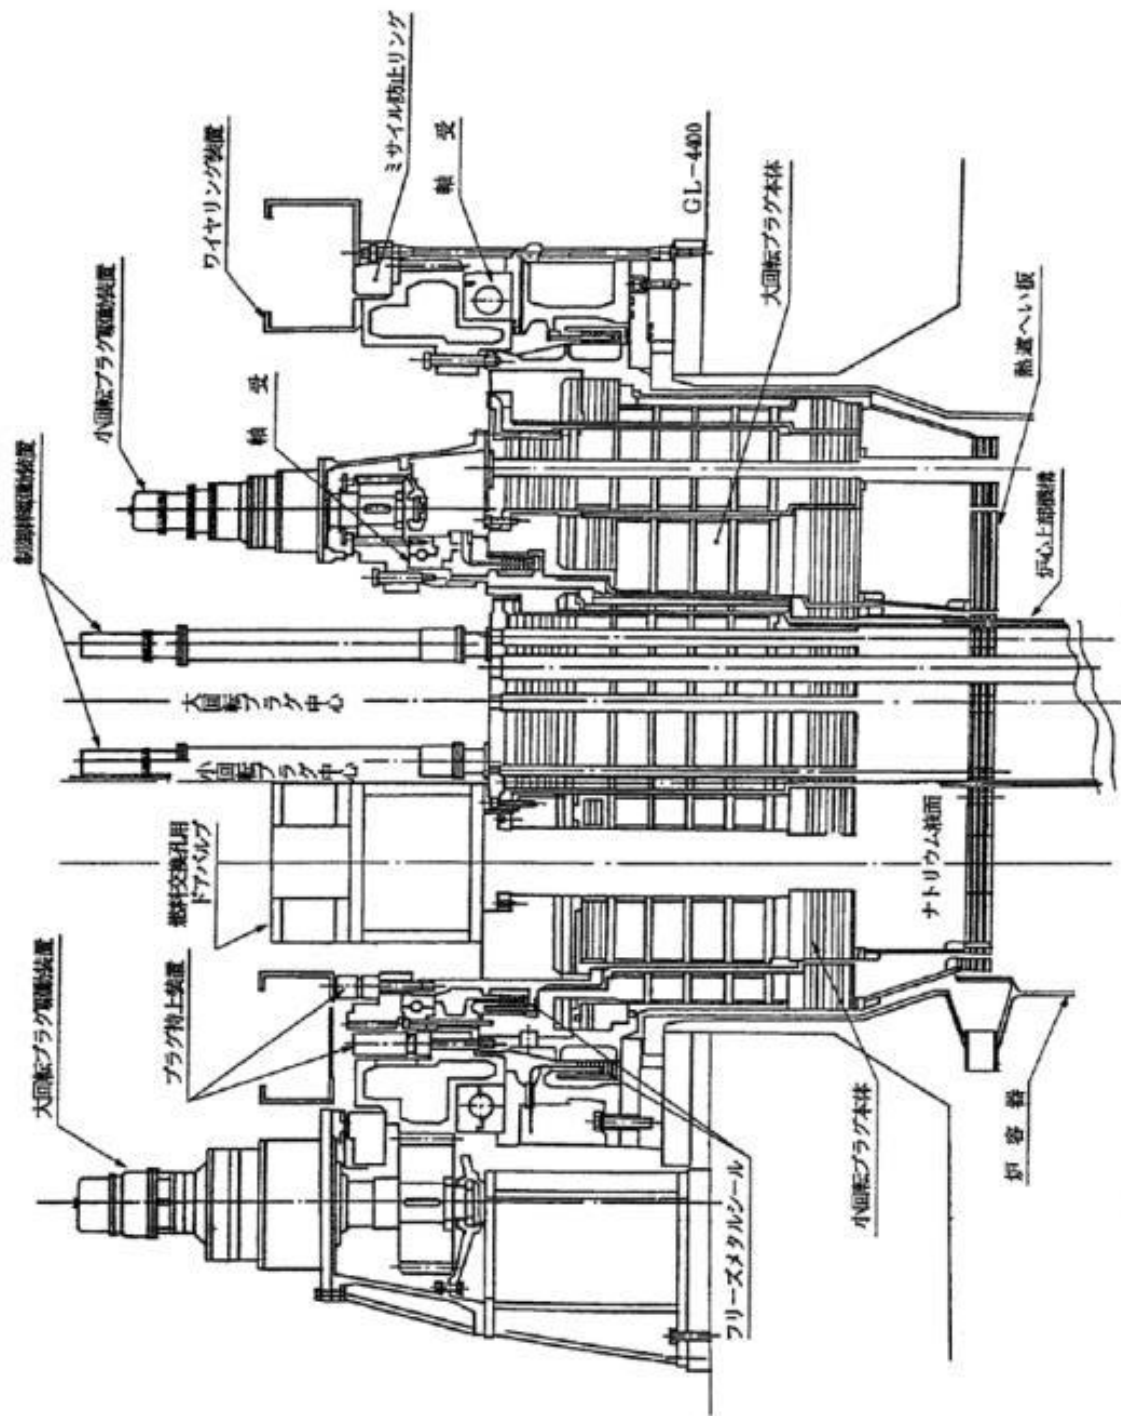 大回転プラグ駆動装置
プラグ持上装置
燃料交換孔用
ドアバルブ
小回転プラグ中心
大回転プラグ中心
制御棒駆動装置
小回転プラグ駆動装置
軸受
ワイヤリング装置
ミサイル防止リング
軸受
GL-4400
大回転プラグ本体
熱遮へい板
炉心上部機構
ナトリウム液面
炉容器
小回転プラグ本体
フリーズメタルシール